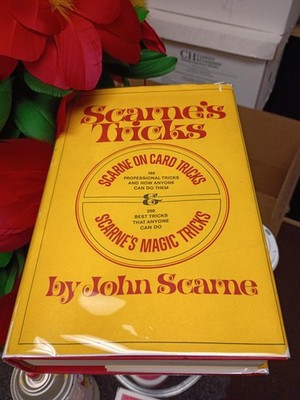 Scarne's
Tricks
SCARNE ON CARD TRICKS
PROFESSIONAL TRICKS
AND HOW ANYONE
CAN DO THEM
&
BEST TRICKS
THAT ANYONE
CAN DO
SCARNE'S MAGIC TRICKS
by John Scarne
CH